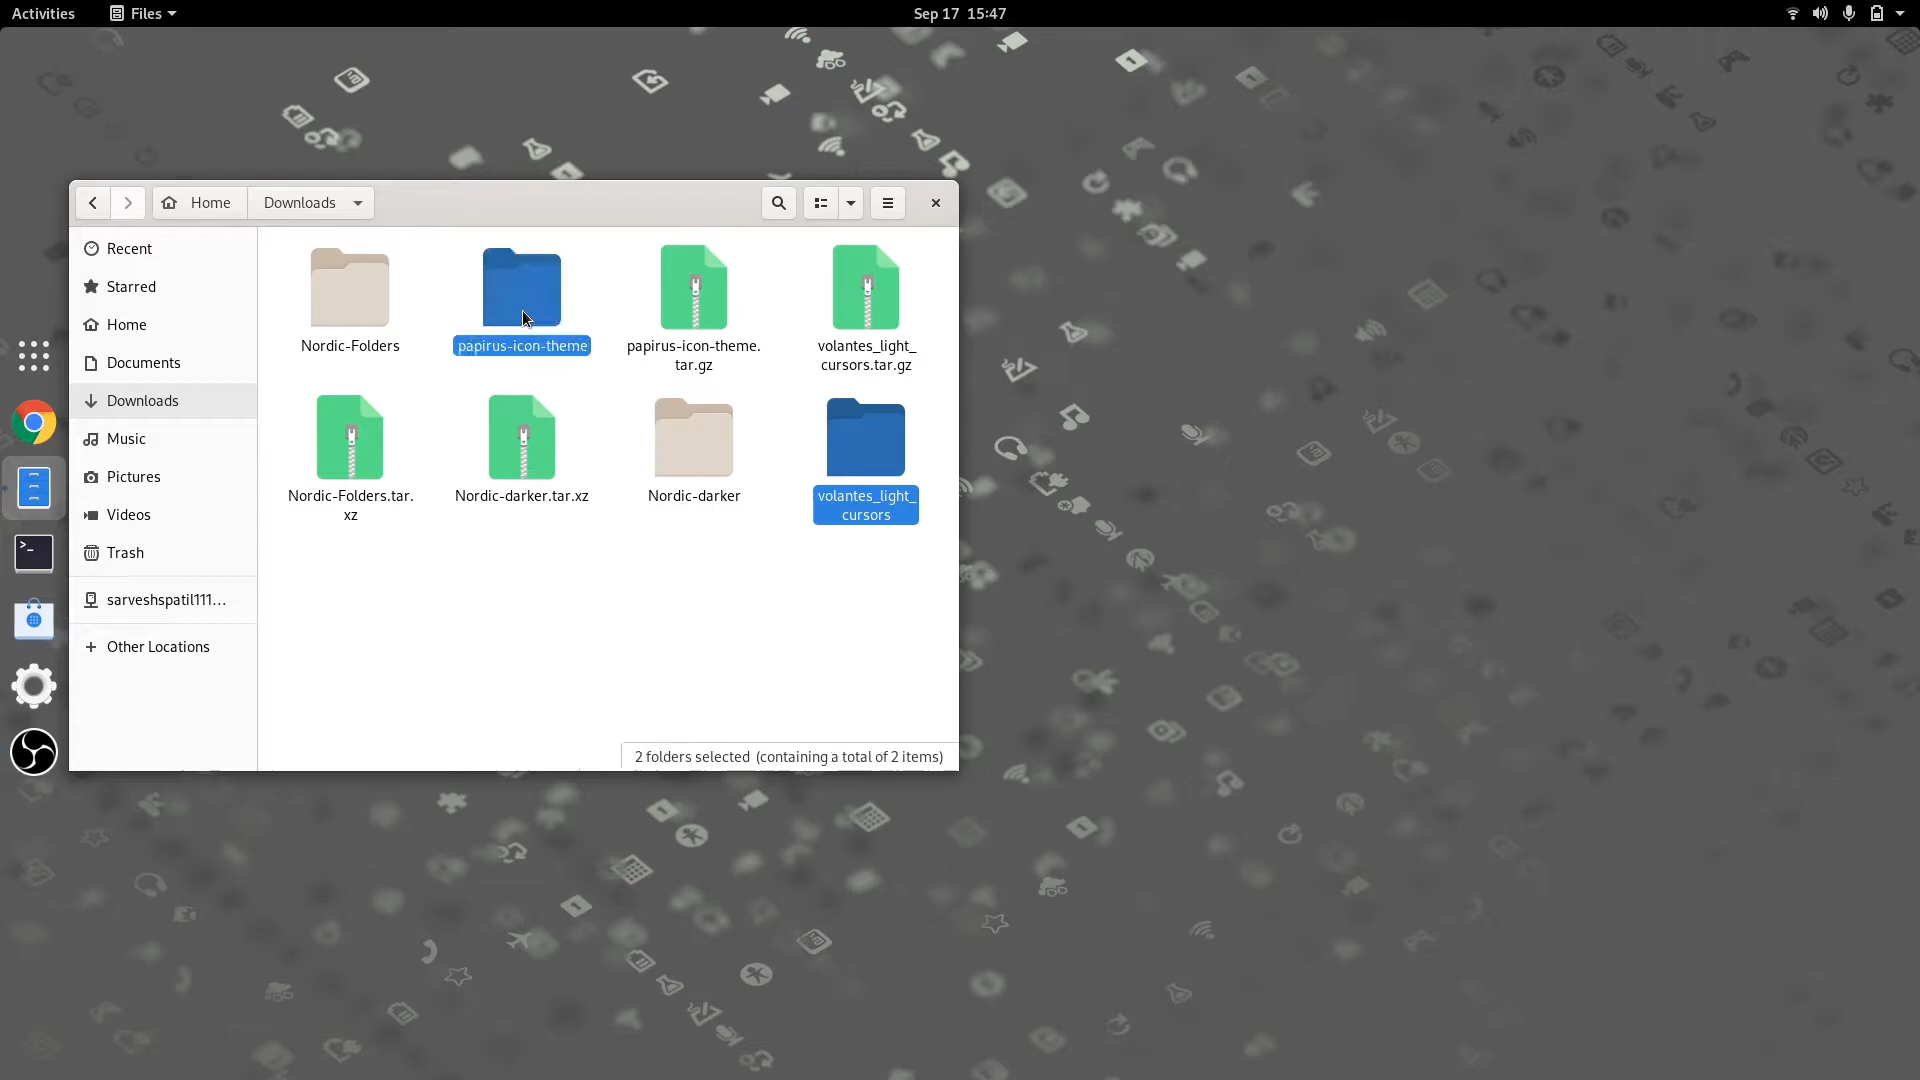 Activities
Files
Sep 17 15:47
Home
Downloads
Recent
Starred
Home
Documents
Downloads
Music
Pictures
Videos
Trash
sarveshspatil111...
Other Locations
Nordic-Folders
papirus-icon-theme
papirus-icon-theme.
tar.gz
volantes_light_
cursors.tar.gz
Nordic-Folders.tar.
xz
Nordic-darker.tar.xz
Nordic-darker
volantes_light_
cursors
2 folders selected (containing a total of 2 items)